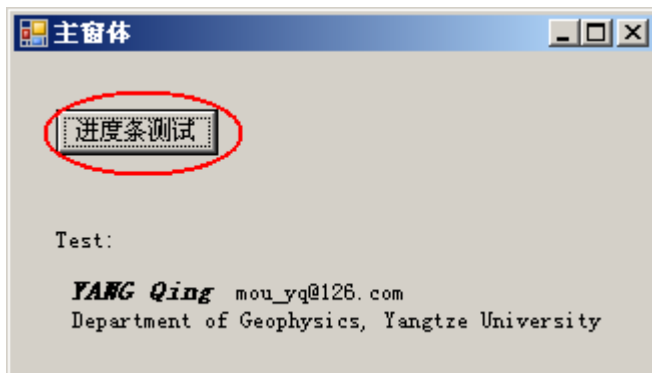 主窗体
进度条测试
Test:
YANG Qing mou_yq@126.com
Department of Geophysics, Yangtze University